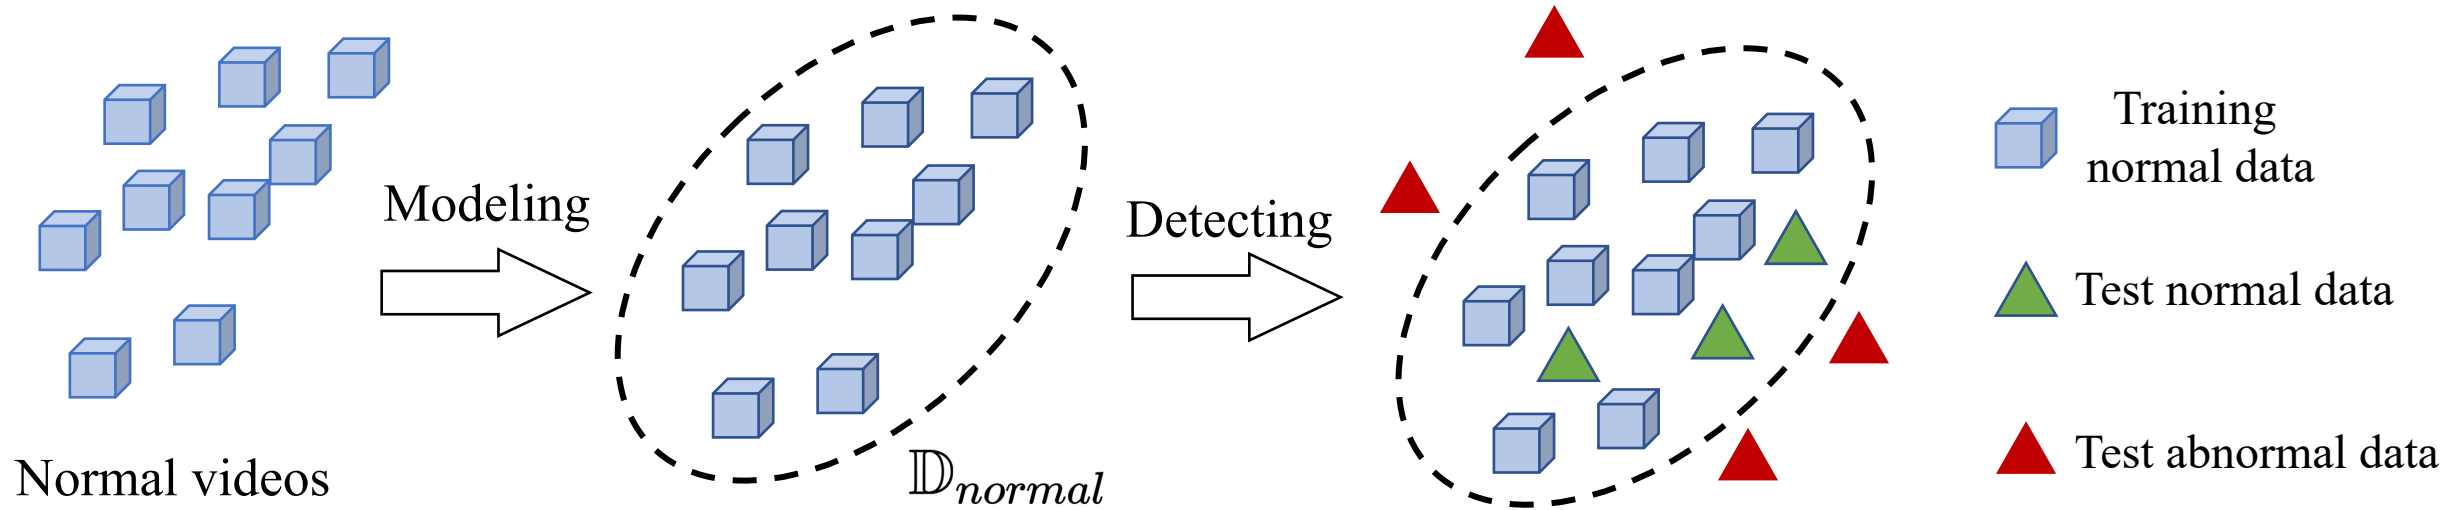 Normal videos
Modeling
𝔻normal
Detecting
Training
normal data
Test normal data
Test abnormal data